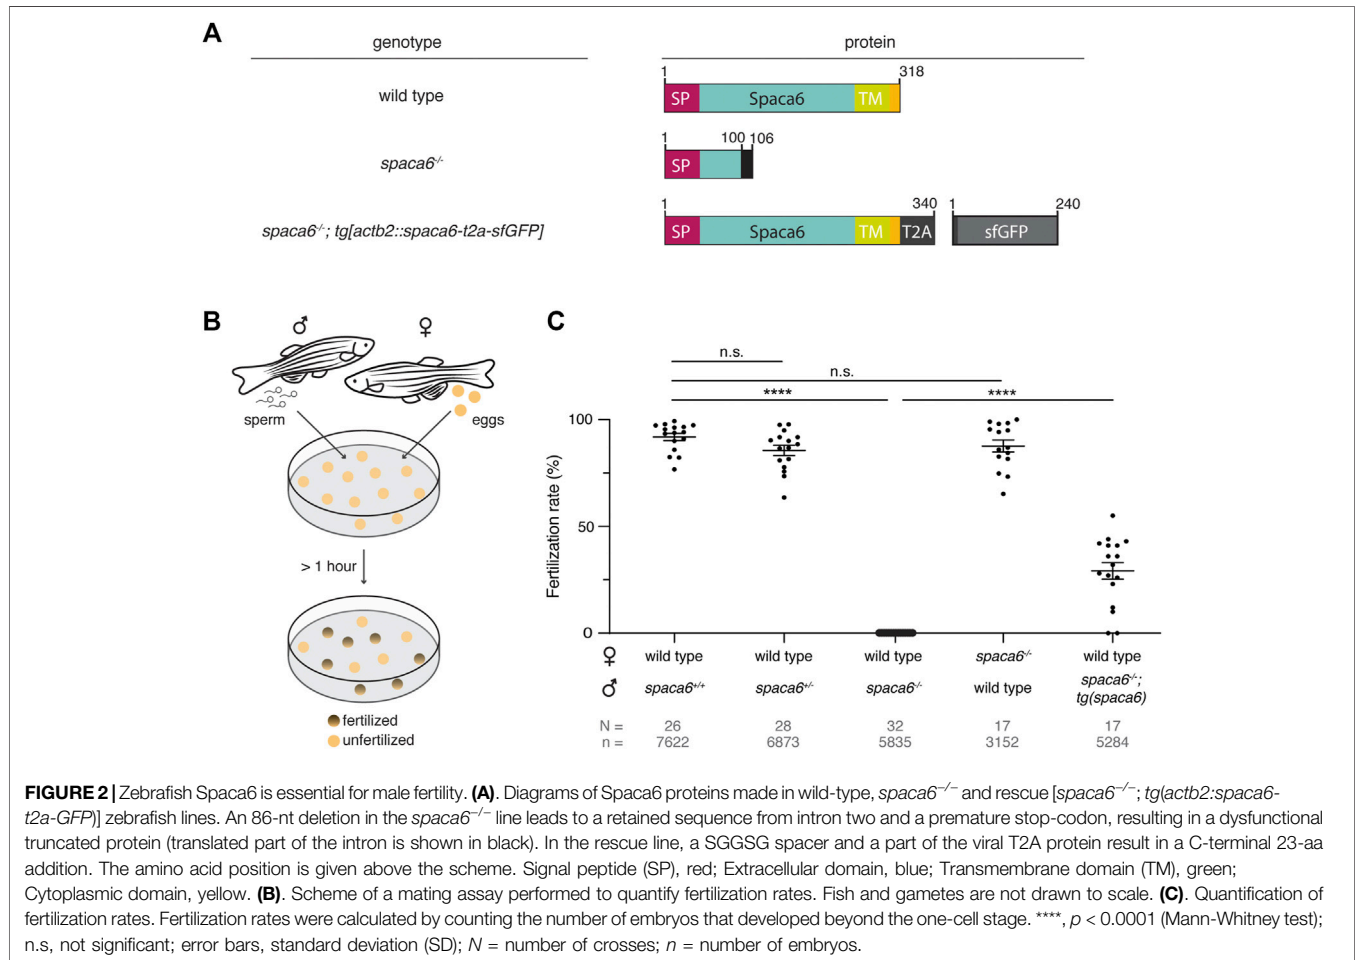 A
genotype
protein
wild type
1 318
SP Spaca6 TM
spaca6-/-
1 100 106
SP
spaca6-/-; tg[actb2::spaca6-t2a-sfGFP]
1 340 1 240
SP Spaca6 TM T2A sfGFP
B
♂ ♀
sperm
eggs
> 1 hour
fertilized
unfertilized
C
n.s.
n.s.
**** ****
Fertilization rate (%)
100
50
0
♀ wild type wild type wild type spaca6-/- wild type
♂ spaca6+/+ spaca6+/- spaca6-/- wild type spaca6-/-;
tg(spaca6)
N = 26 28 32 17 17
n = 7622 6873 5835 3152 5284
FIGURE 2 | Zebrafish Spaca6 is essential for male fertility. (A). Diagrams of Spaca6 proteins made in wild-type, spaca6−/− and rescue [spaca6−/−; tg(actb2:spaca6-
t2a-GFP)] zebrafish lines. An 86-nt deletion in the spaca6−/− line leads to a retained sequence from intron two and a premature stop-codon, resulting in a dysfunctional
truncated protein (translated part of the intron is shown in black). In the rescue line, a SGGSG spacer and a part of the viral T2A protein result in a C-terminal 23-aa
addition. The amino acid position is given above the scheme. Signal peptide (SP), red; Extracellular domain, blue; Transmembrane domain (TM), green;
Cytoplasmic domain, yellow. (B). Scheme of a mating assay performed to quantify fertilization rates. Fish and gametes are not drawn to scale. (C). Quantification of
fertilization rates. Fertilization rates were calculated by counting the number of embryos that developed beyond the one-cell stage. ****, p < 0.0001 (Mann-Whitney test);
n.s, not significant; error bars, standard deviation (SD); N = number of crosses; n = number of embryos.